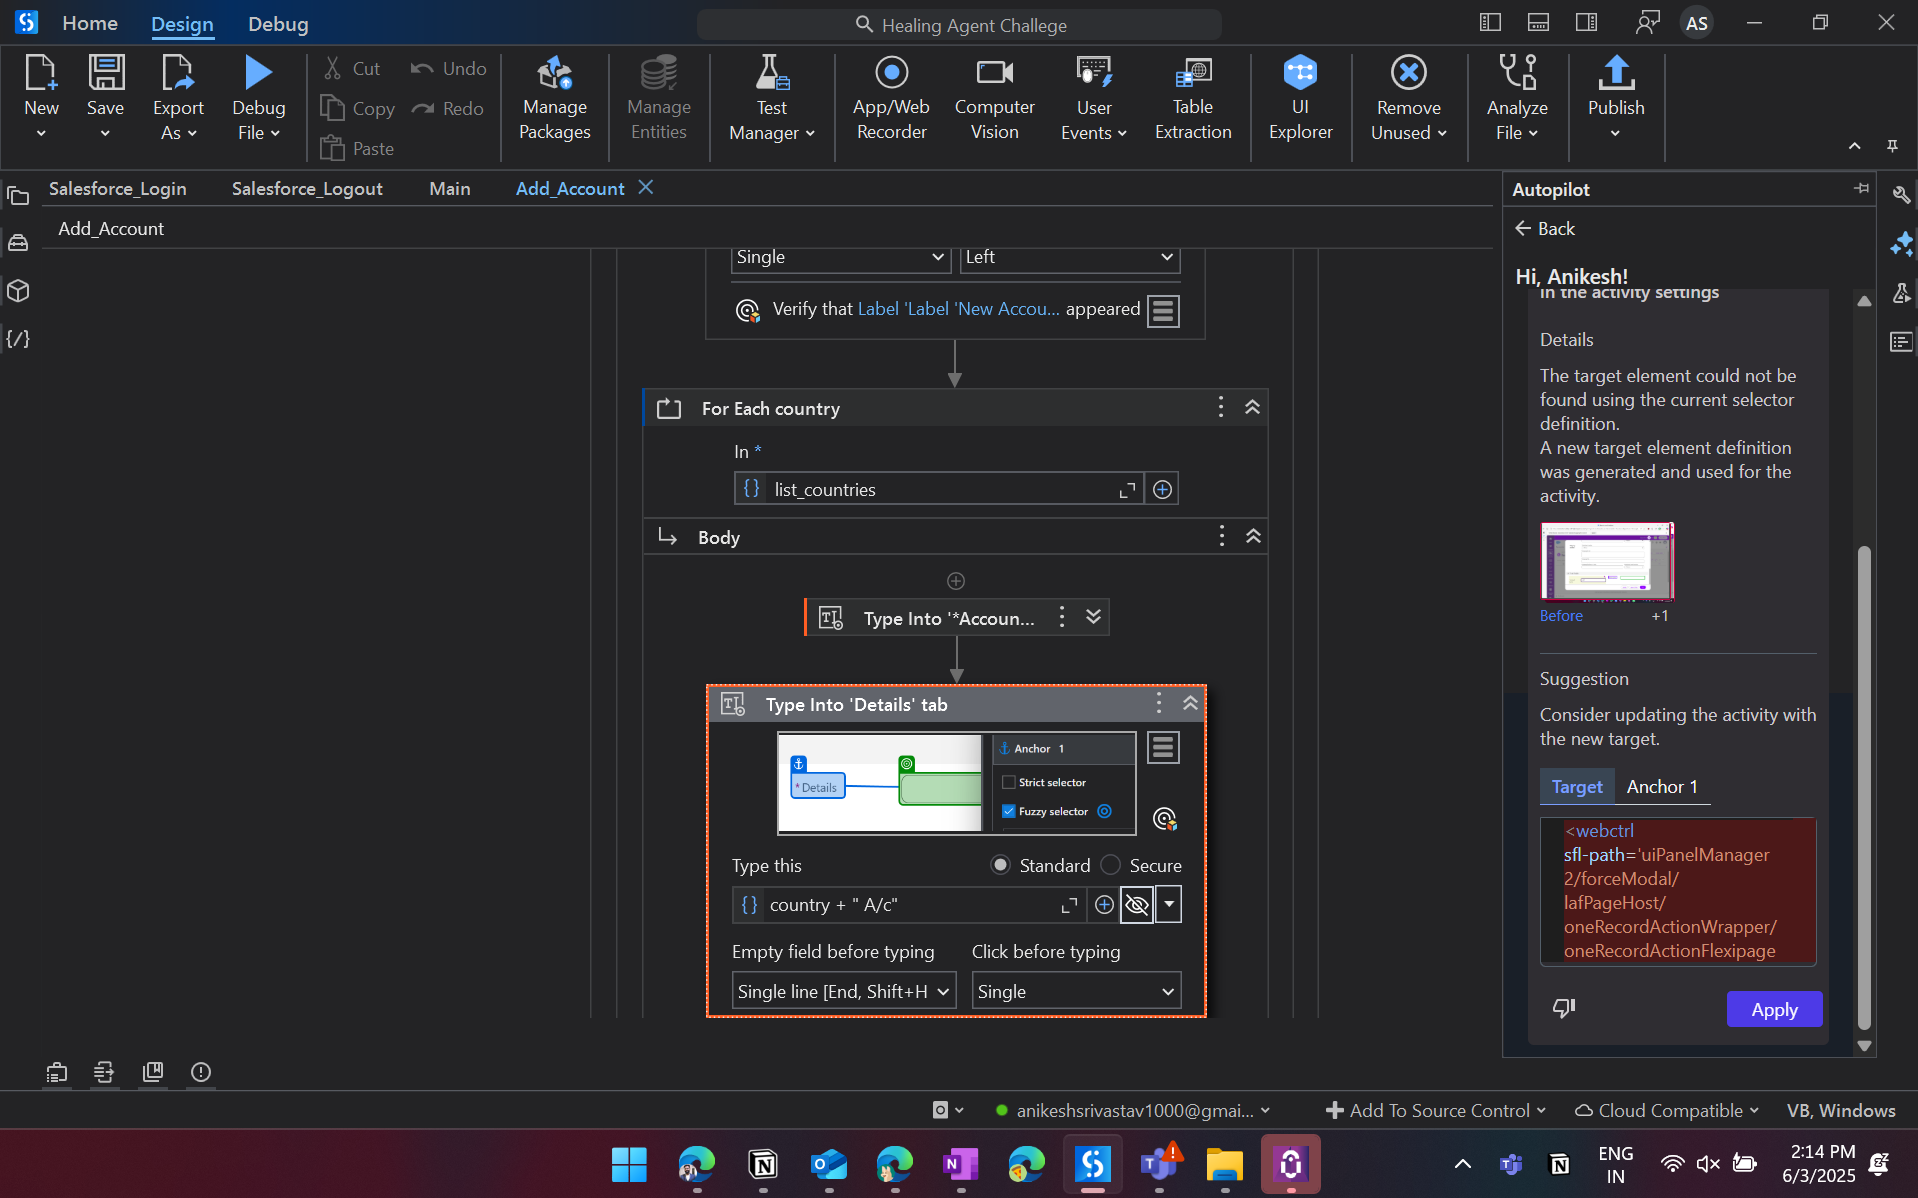 Home
Design
Debug
Healing Agent Challege
AS
New
Save
Export
As
Debug
File
Cut
Copy
Paste
Undo
Redo
Manage
Packages
Manage
Entities
Test
Manager
App/Web
Recorder
Computer
Vision
User
Events
Table
Extraction
UI
Explorer
Remove
Unused
Analyze
File
Publish
Salesforce_Login
Salesforce_Logout
Main
Add_Account
Add_Account
Single
Left
Verify that Label 'Label 'New Accou... appeared
For Each country
In *
{} list_countries
Body
Type Into '*Accoun...
Type Into 'Details' tab
* Details
Anchor 1
Strict selector
Fuzzy selector
Type this
Standard
Secure
{} country + " A/c"
Empty field before typing
Click before typing
Single line [End, Shift+H
Single
Autopilot
Back
Hi, Anikesh!
In the activity settings
Details
The target element could not be
found using the current selector
definition.
A new target element definition
was generated and used for the
activity.
Before
+1
Suggestion
Consider updating the activity with
the new target.
Target
Anchor 1
<webctrl
sfl-path='uiPanelManager
2/forceModal/
lafPageHost/
oneRecordActionWrapper/
oneRecordActionFlexipage
Apply
anikeshsrivastav1000@gmai...
Add To Source Control
Cloud Compatible
VB, Windows
ENG
IN
2:14 PM
6/3/2025